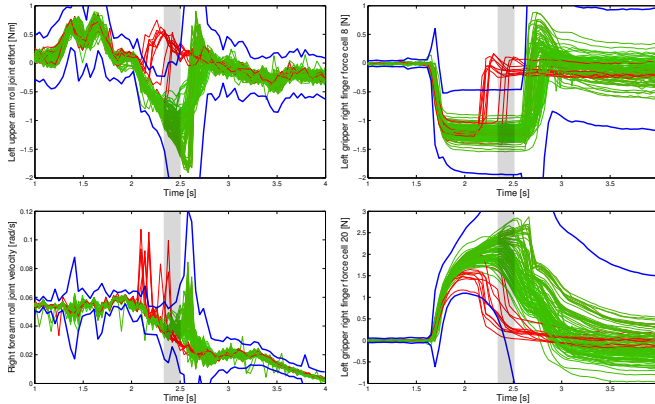 Left upper arm roll joint effort [Nm]
1
0.5
0
−0.5
−1
−1.5
−2
1 1.5 2 2.5 3 3.5 4
Time [s]
Left gripper right finger force cell 8 [N]
1
0.5
0
−0.5
−1
−1.5
−2
1 1.5 2 2.5 3 3.5
Time [s]
Right forearm roll joint velocity [rad/s]
0.12
0.1
0.08
0.06
0.04
0.02
0
1 1.5 2 2.5 3 3.5 4
Time [s]
Left gripper right finger force cell 20 [N]
3
2.5
2
1.5
1
0.5
0
−0.5
−1
1 1.5 2 2.5 3 3.5
Time [s]